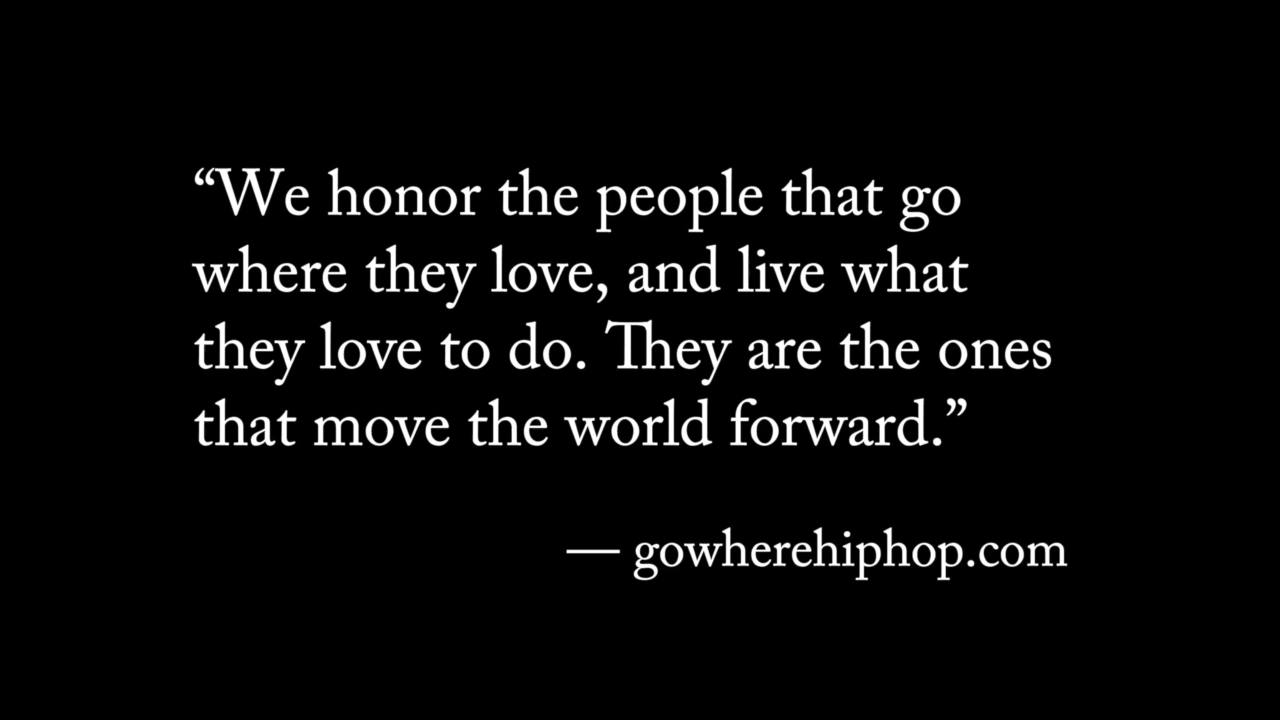 “We honor the people that go
where they love, and live what
they love to do. They are the ones
that move the world forward.”
— gowherehiphop.com